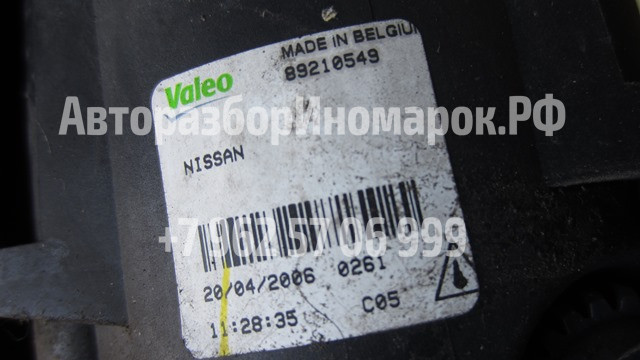 MADE IN BELGIUM
89210549
Valeo
АвторазборИномарок.РФ
NISSAN
+7 962 57 06 999
20/04/2006 0261
11:28:35 C05